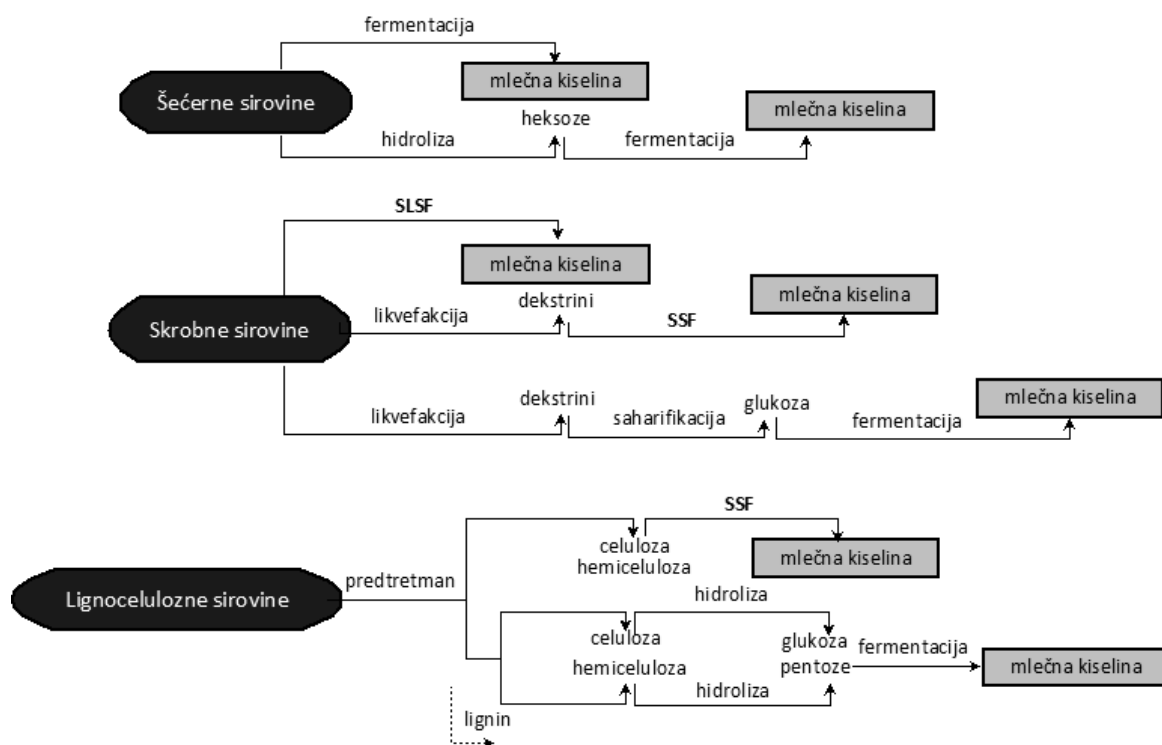 fermentacija
mlečna kiselina
Šećerne sirovine
heksoze
mlečna kiselina
hidroliza
fermentacija
SLSF
mlečna kiselina
dekstrini
mlečna kiselina
Skrobne sirovine
likvefakcija
SSF
dekstrini
glukoza
mlečna kiselina
likvefakcija
saharifikacija
fermentacija
SSF
celuloza
hemiceluloza
mlečna kiselina
predtretman
Lignocelulozne sirovine
hidroliza
celuloza
glukoza
fermentacija
hemiceluloza
pentoze
mlečna kiselina
hidroliza
lignin